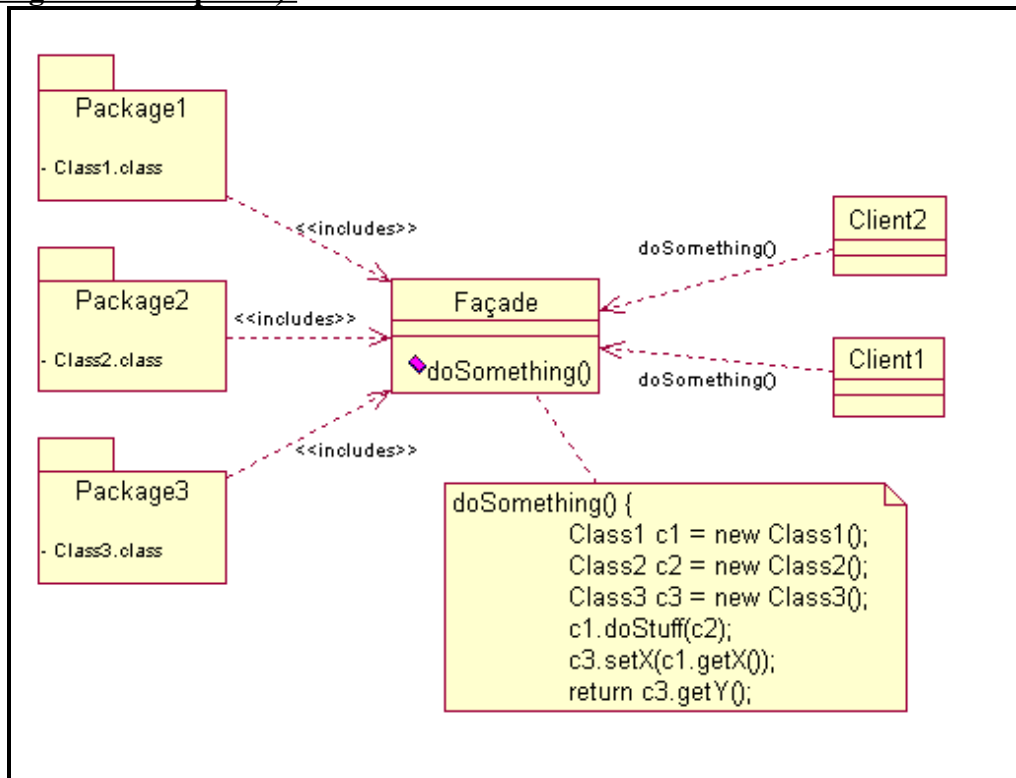 Package1
- Class1.class
<<includes>>
Package2
- Class2.class
<<includes>>
Package3
- Class3.class
<<includes>>
Façade
doSomething()
Client2
doSomething()
Client1
doSomething()
doSomething() {
Class1 c1 = new Class1();
Class2 c2 = new Class2();
Class3 c3 = new Class3();
c1.doStuff(c2);
c3.setX(c1.getX());
return c3.getY();